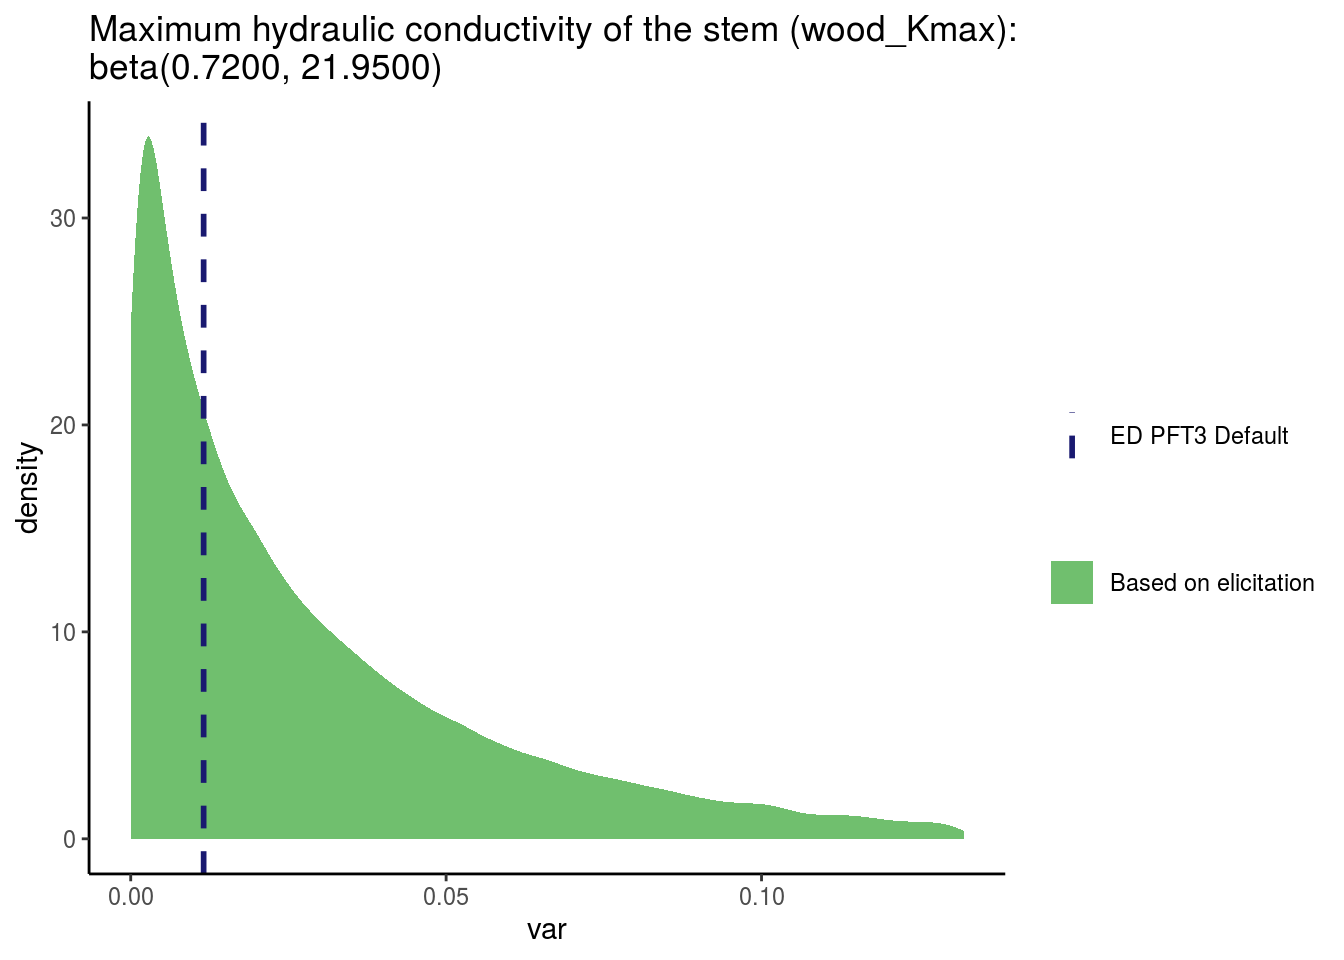 Maximum hydraulic conductivity of the stem (wood_Kmax):
beta(0.7200, 21.9500)
density
30
20
10
0
0.00
0.05
0.10
var
ED PFT3 Default
Based on elicitation